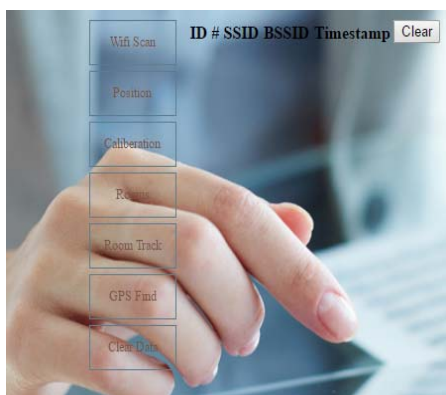 Wifi Scan
ID # SSID BSSID Timestamp Clear
Position
Caliberation
Room Track
GPS Find
Clear Data